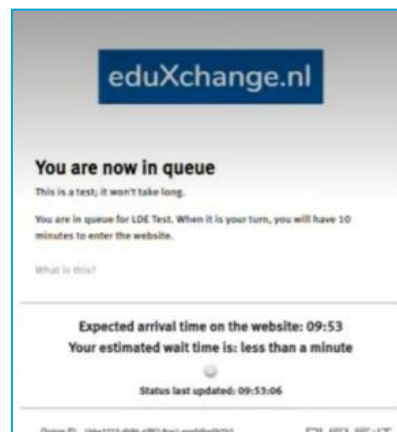 eduXchange.nl
You are now in queue
This is a test; it won't take long.
You are in queue for LDE Test. When it is your turn, you will have 10
minutes to enter the website.
What is this?
Expected arrival time on the website: 09:53
Your estimated wait time is: less than a minute
Status last updated: 09:53:06
Queue ID: